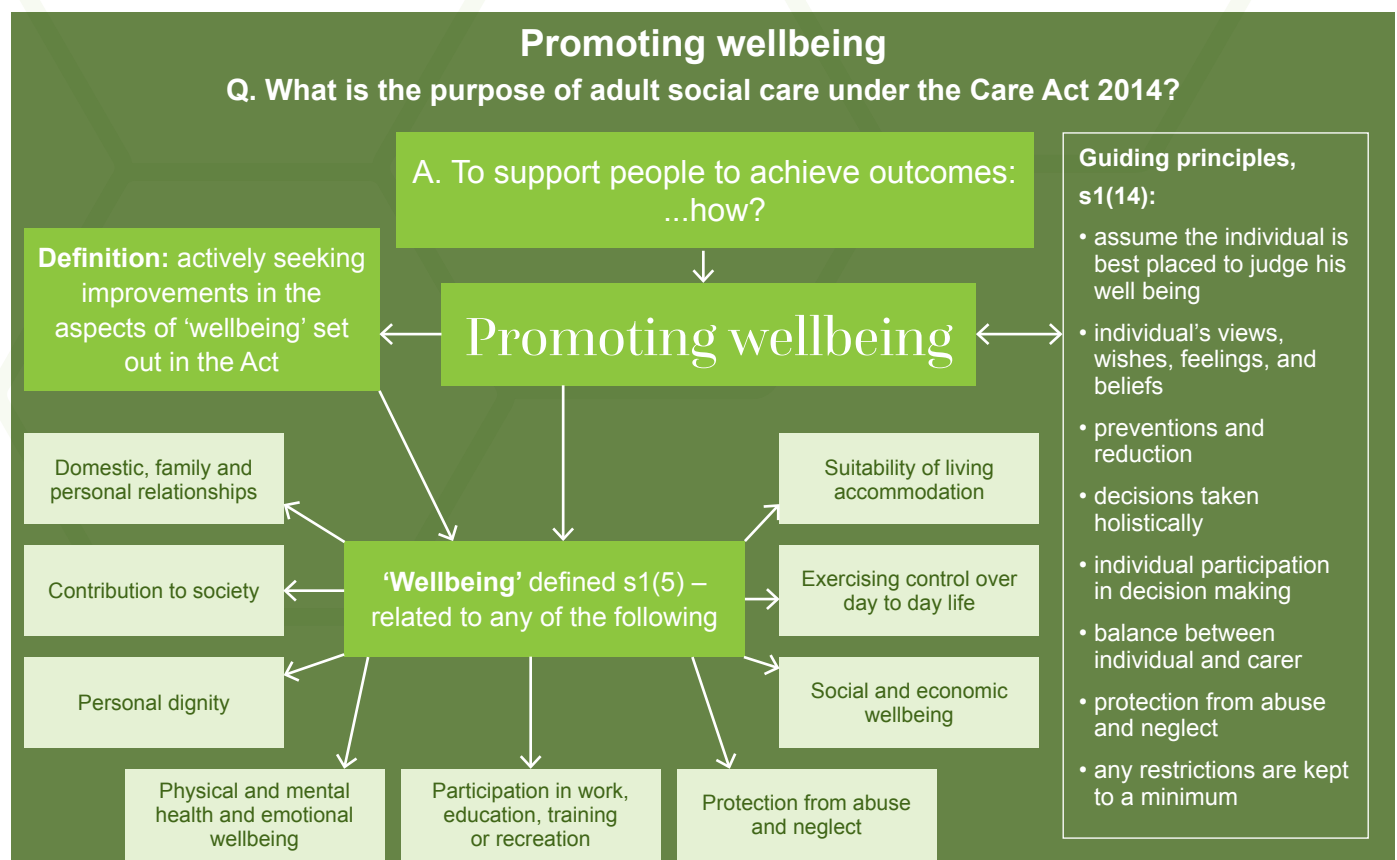 Promoting wellbeing
Q. What is the purpose of adult social care under the Care Act 2014?
A. To support people to achieve outcomes:
...how?
Definition: actively seeking
improvements in the
aspects of ‘wellbeing’ set
out in the Act
Promoting wellbeing
Domestic, family and
personal relationships
Contribution to society
Personal dignity
‘Wellbeing’ defined s1(5) –
related to any of the following
Suitability of living
accommodation
Exercising control over
day to day life
Social and economic
wellbeing
Physical and mental
health and emotional
wellbeing
Participation in work,
education, training
or recreation
Protection from abuse
and neglect
Guiding principles,
s1(14):
• assume the individual is
best placed to judge his
well being
• individual’s views,
wishes, feelings, and
beliefs
• preventions and
reduction
• decisions taken
holistically
• individual participation
in decision making
• balance between
individual and carer
• protection from abuse
and neglect
• any restrictions are kept
to a minimum